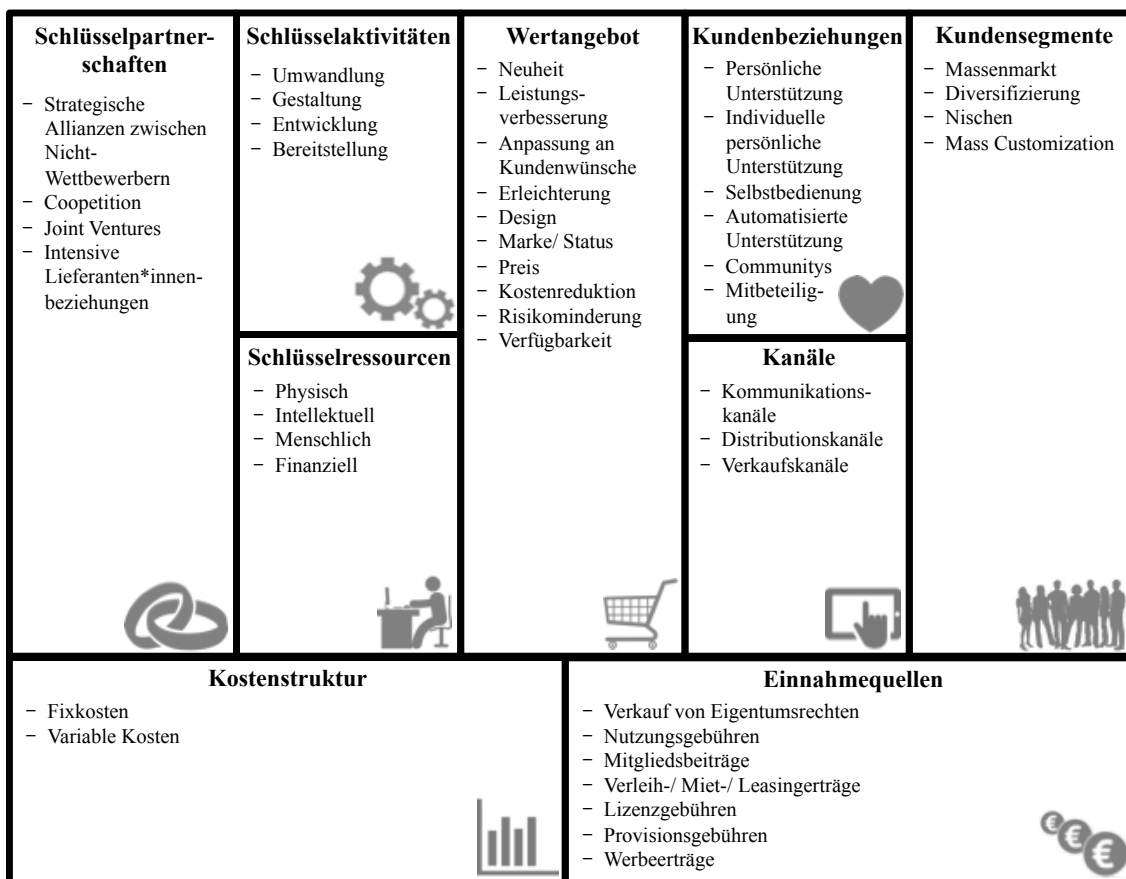 Schlüsselpartner-
schaften
– Strategische
Allianzen zwischen
Nicht-
Wettbewerbern
– Coopetition
– Joint Ventures
– Intensive
Lieferanten*innen-
beziehungen
Schlüsselaktivitäten
– Umwandlung
– Gestaltung
– Entwicklung
– Bereitstellung
Schlüsselressourcen
– Physisch
– Intellektuell
– Menschlich
– Finanziell
Wertangebot
– Neuheit
– Leistungs-
verbesserung
– Anpassung an
Kundenwünsche
– Erleichterung
– Design
– Marke/ Status
– Preis
– Kostenreduktion
– Risikominderung
– Verfügbarkeit
Kundenbeziehungen
– Persönliche
Unterstützung
– Individuelle
persönliche
Unterstützung
– Selbstbedienung
– Automatisierte
Unterstützung
– Communitys
– Mitbeteilig-
ung
Kanäle
– Kommunikations-
kanäle
– Distributionskanäle
– Verkaufskanäle
Kundensegmente
– Massenmarkt
– Diversifizierung
– Nischen
– Mass Customization
Kostenstruktur
– Fixkosten
– Variable Kosten
Einnahmequellen
– Verkauf von Eigentumsrechten
– Nutzungsgebühren
– Mitgliedsbeiträge
– Verleih-/ Miet-/ Leasingerträge
– Lizenzgebühren
– Provisionsgebühren
– Werbeerträge
€
€
€